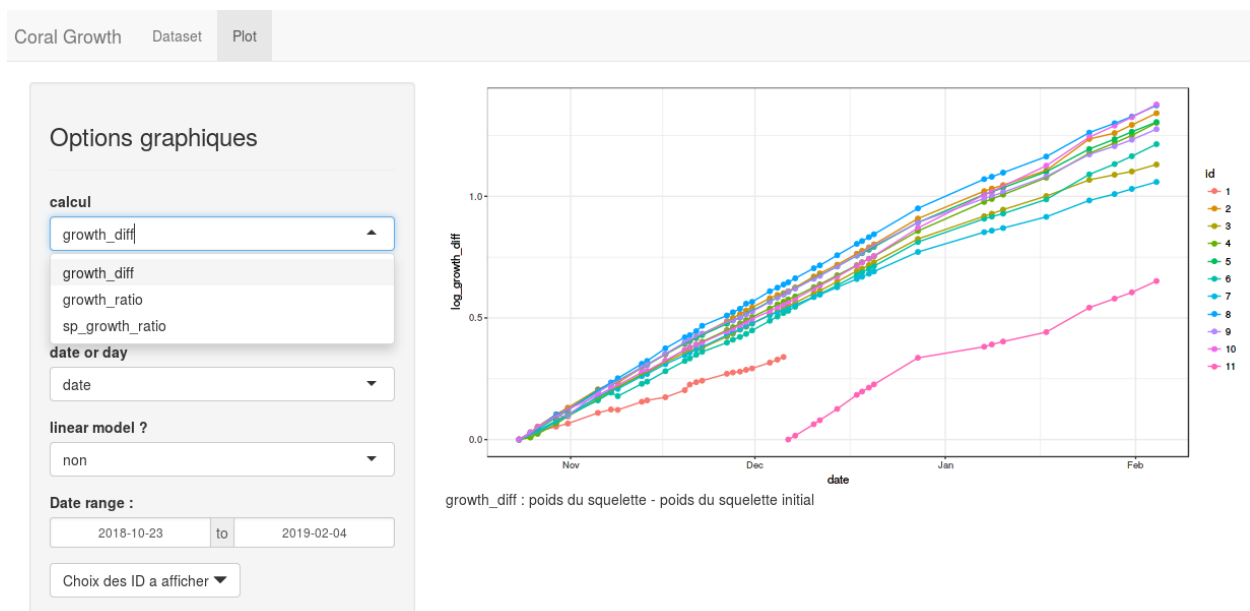 Coral Growth Dataset Plot
Options graphiques
calcul
growth_diff
growth_diff
growth_ratio
sp_growth_ratio
date or day
date
linear model ?
non
Date range :
2018-10-23 to 2019-02-04
Choix des ID a afficher
log_growth_diff
1.0
0.5
0.0
Nov Dec Jan Feb
date
id
1
2
3
4
5
6
7
8
9
10
11
growth_diff : poids du squelette - poids du squelette initial